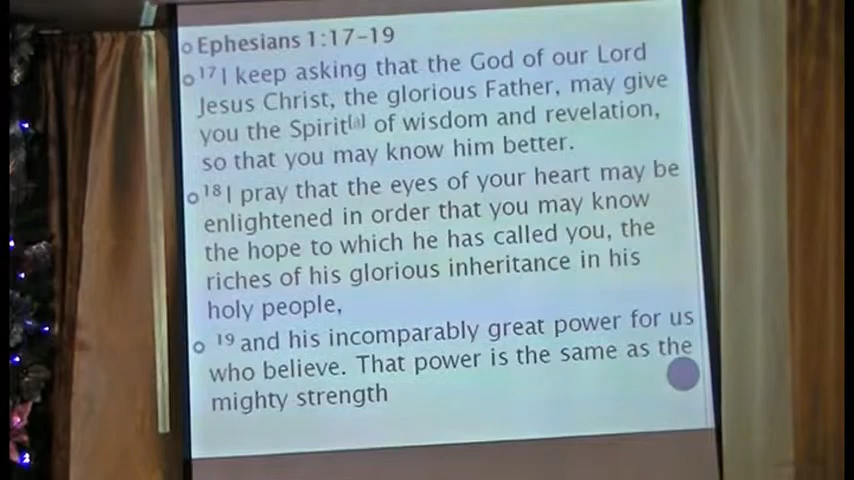 Ephesians 1:17-19
17 I keep asking that the God of our Lord
Jesus Christ, the glorious Father, may give
you the Spirit[a] of wisdom and revelation,
so that you may know him better.
18 I pray that the eyes of your heart may be
enlightened in order that you may know
the hope to which he has called you, the
riches of his glorious inheritance in his
holy people,
19 and his incomparably great power for us
who believe. That power is the same as the
mighty strength